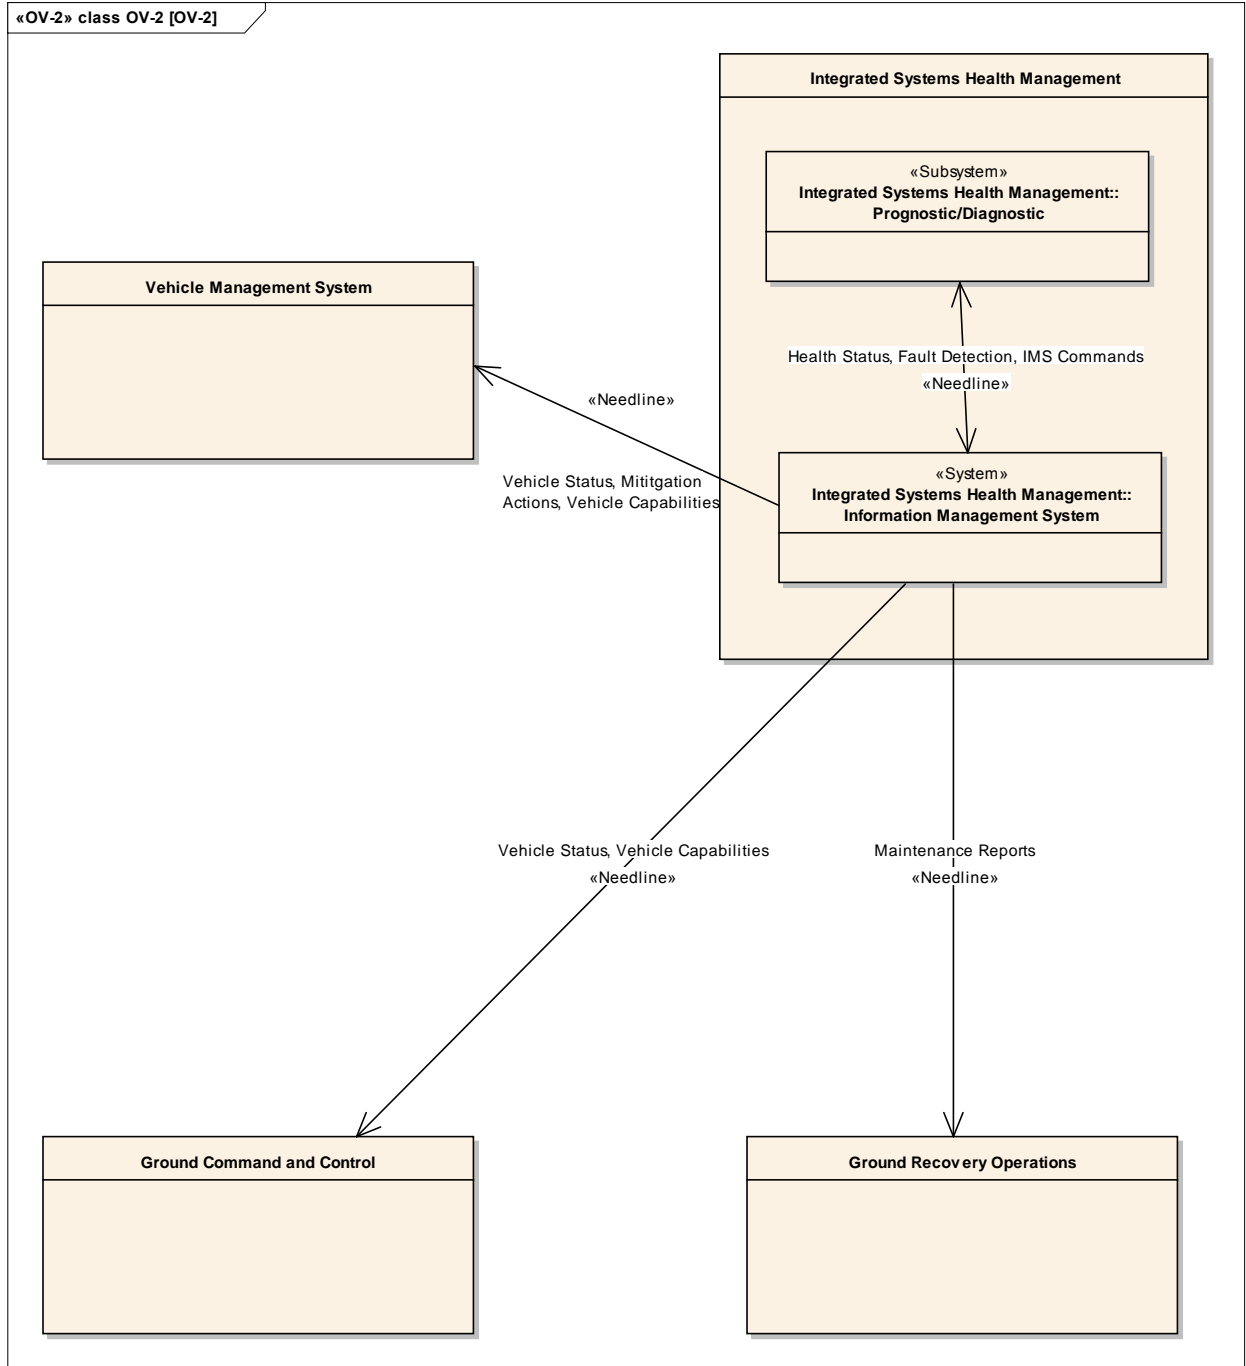 «OV-2» class OV-2 [OV-2]
Integrated Systems Health Management
«Subsystem»
Integrated Systems Health Management::
Prognostic/Diagnostic
Vehicle Management System
Health Status, Fault Detection, IMS Commands
«Needline»
«Needline»
Vehicle Status, Mititgation
Actions, Vehicle Capabilities
«System»
Integrated Systems Health Management::
Information Management System
Vehicle Status, Vehicle Capabilities
«Needline»
Maintenance Reports
«Needline»
Ground Command and Control
Ground Recovery Operations